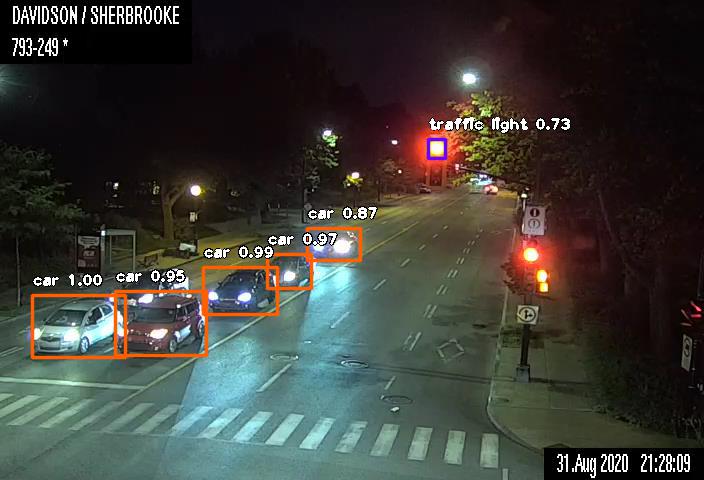 DAVIDSON / SHERBROOKE
793-249 *
traffic light 0.73
car 0.87
car 0.97
car 0.99
car 0.95
car 1.00
31.Aug 2020 21:28:09